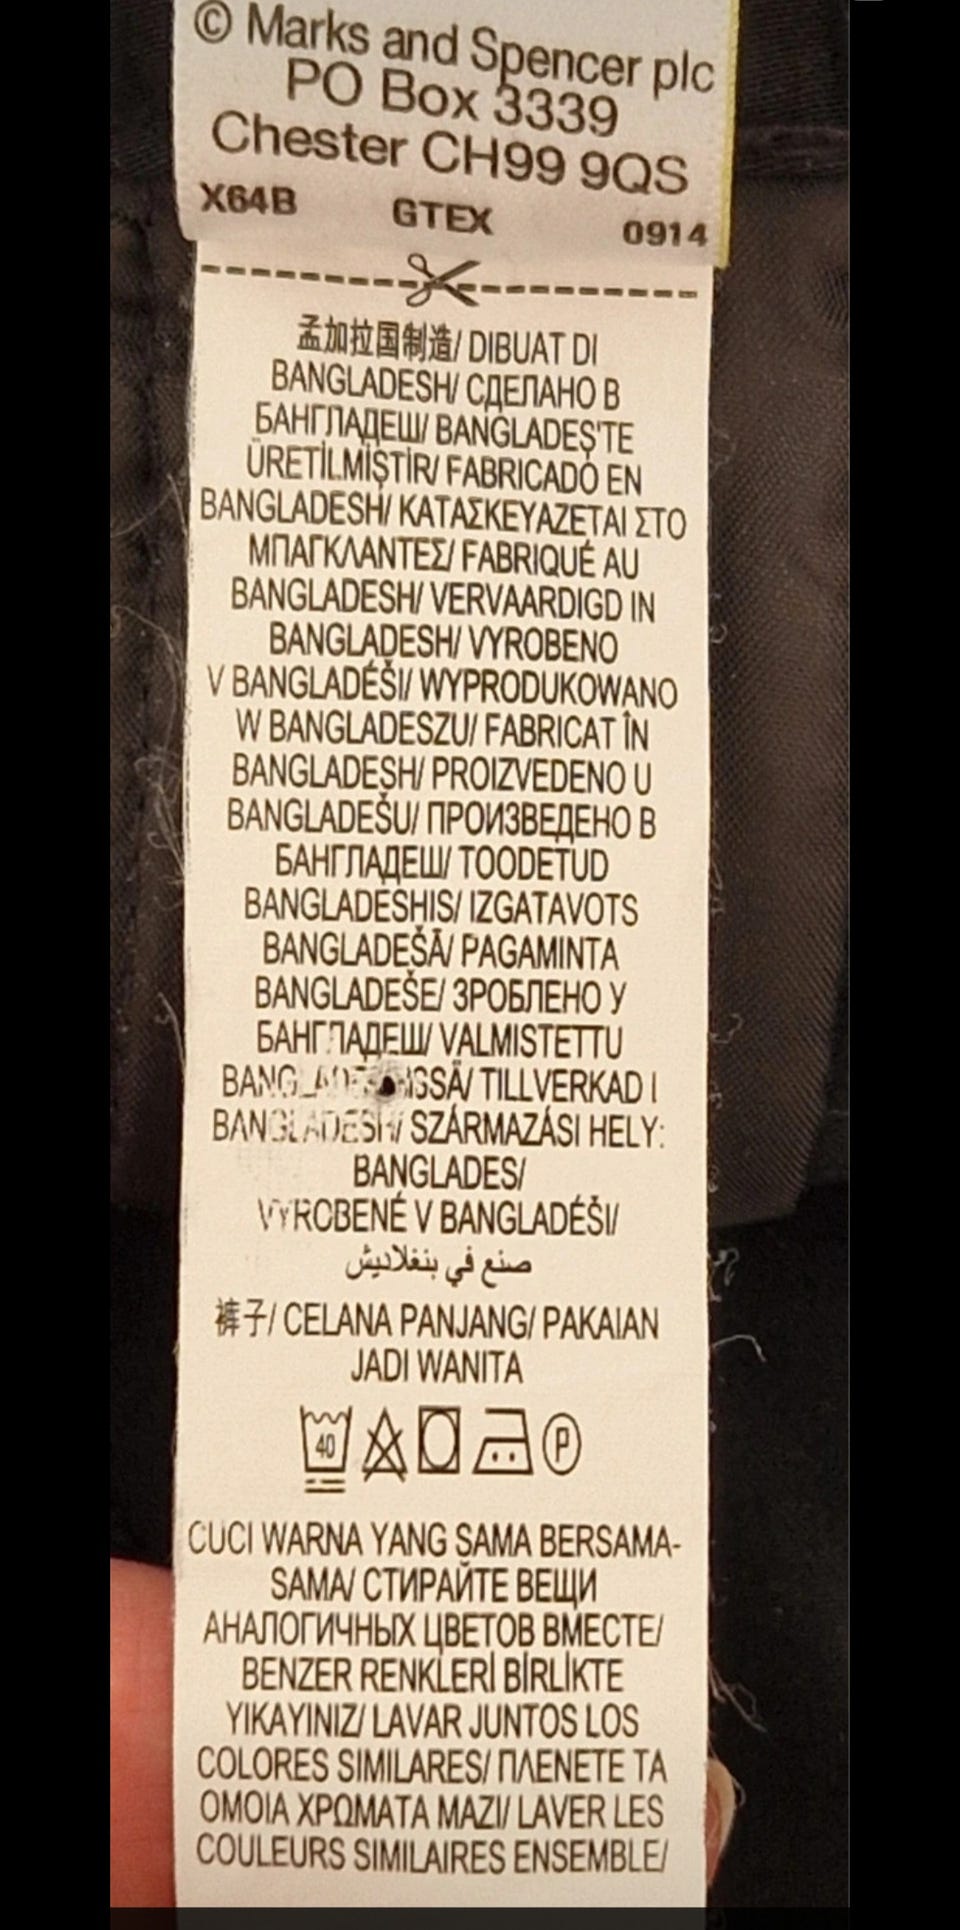 © Marks and Spencer plc
PO Box 3339
Chester CH99 9QS
X64B GTEX 0914
孟加拉国制造/ DIBUAT DI
BANGLADESH/ СДЕЛАНО В
БАНГЛАДЕШ/ BANGLADEŞ'TE
ÜRETİLMİŞTİR/ FABRICADO EN
BANGLADESH/ ΚΑΤΑΣΚΕΥΑΖΕΤΑΙ ΣΤΟ
ΜΠΑΓΚΛΑΝΤΕΣ/ FABRIQUÉ AU
BANGLADESH/ VERVAARDIGD IN
BANGLADESH/ VYROBENO
V BANGLADÉŠI/ WYPRODUKOWANO
W BANGLADESZU/ FABRICAT ÎN
BANGLADESH/ PROIZVEDENO U
BANGLADEŠU/ ПРОИЗВЕДЕНО В
БАНГЛАДЕШ/ TOODETUD
BANGLADESHIS/ IZGATAVOTS
BANGLADEŠĀ/ PAGAMINTA
BANGLADEŠE/ ЗРОБЛЕНО У
БАНГЛАДЕШ/ VALMISTETTU
TILLVERKAD I
BANGLADESH/ SZÁRMAZÁSI HELY:
BANGLADES/
VYROBENÉ V BANGLADÉŠI/
صنع في بنغلاديش
裤子/ CELANA PANJANG/ PAKAIAN
JADI WANITA
40 P
CUCI WARNA YANG SAMA BERSAMA-
SAMA/ СТИРАЙТЕ ВЕЩИ
АНАЛОГИЧНЫХ ЦВЕТОВ ВМЕСТЕ/
BENZER RENKLERİ BİRLİKTE
YIKAYINIZ/ LAVAR JUNTOS LOS
COLORES SIMILARES/ ΠΛΕΝΕΤΕ ΤΑ
ΟΜΟΙΑ ΧΡΩΜΑΤΑ ΜΑΖΙ/ LAVER LES
COULEURS SIMILAIRES ENSEMBLE/